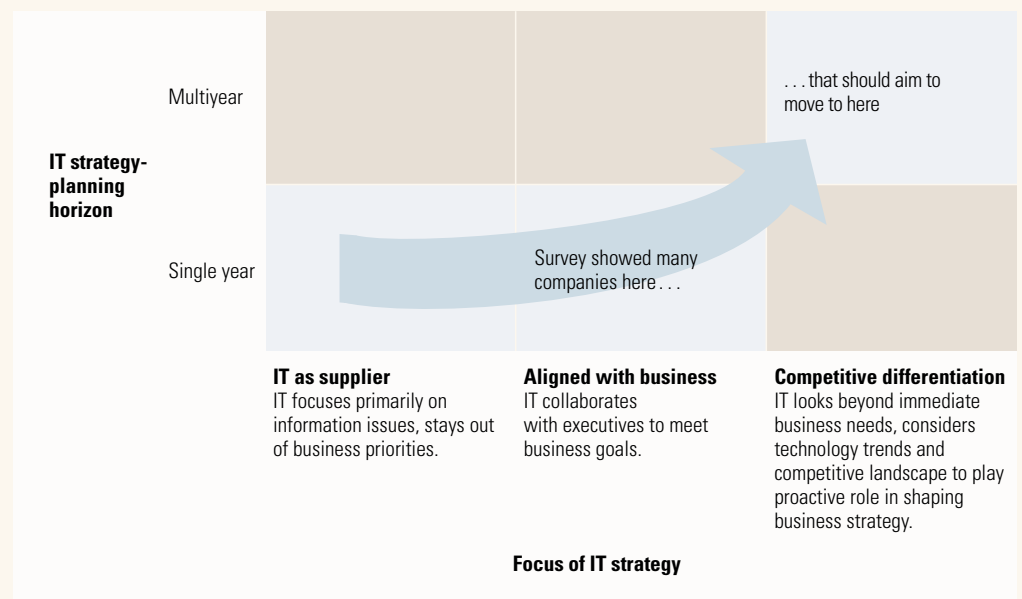 Multiyear
. . . that should aim to
move to here
IT strategy-
planning
horizon
Single year
Survey showed many
companies here . . .
IT as supplier
IT focuses primarily on
information issues, stays out
of business priorities.
Aligned with business
IT collaborates
with executives to meet
business goals.
Competitive differentiation
IT looks beyond immediate
business needs, considers
technology trends and
competitive landscape to play
proactive role in shaping
business strategy.
Focus of IT strategy